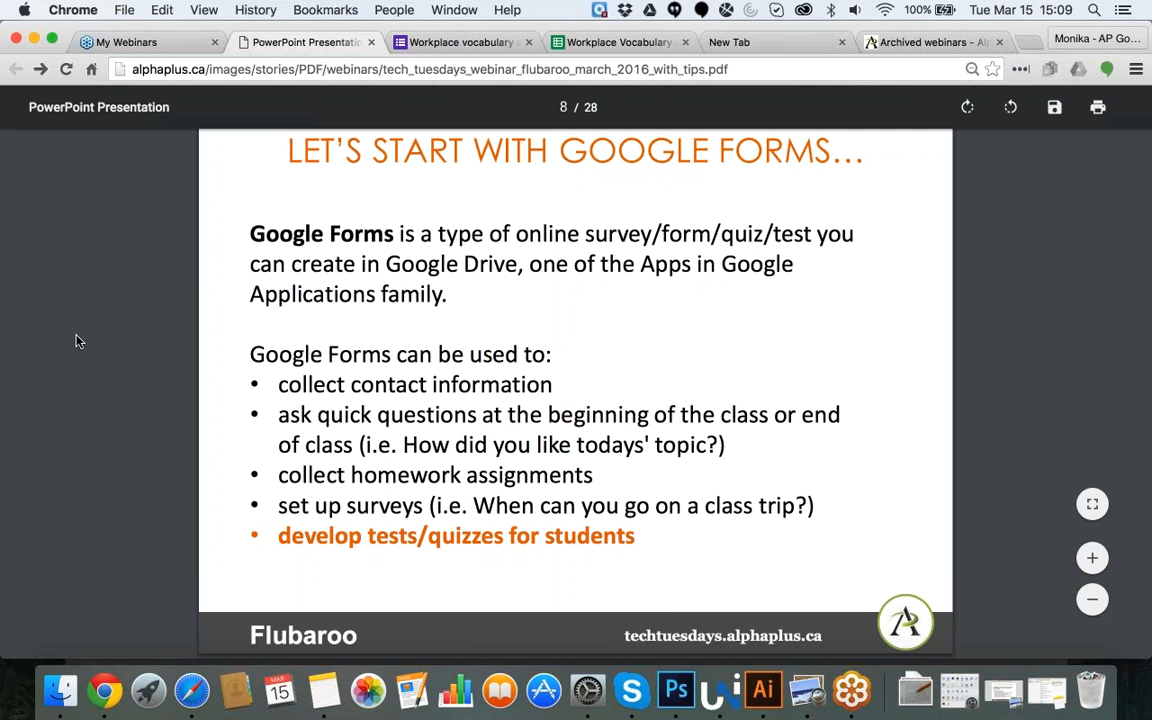 Chrome File Edit View History Bookmarks People Window Help 100% Tue Mar 15 15:09
My Webinars PowerPoint Presentatio Workplace vocabulary a Workplace Vocabulary New Tab Archived webinars - Alp Monika - AP Go...
alphaplus.ca/images/stories/PDF/webinars/tech_tuesdays_webinar_flubaroo_march_2016_with_tips.pdf
PowerPoint Presentation 8 / 28
LET'S START WITH GOOGLE FORMS...
Google Forms is a type of online survey/form/quiz/test you
can create in Google Drive, one of the Apps in Google
Applications family.
Google Forms can be used to:
• collect contact information
• ask quick questions at the beginning of the class or end
of class (i.e. How did you like todays' topic?)
• collect homework assignments
• set up surveys (i.e. When can you go on a class trip?)
• develop tests/quizzes for students
Flubaroo techtuesdays.alphaplus.ca
MAR
15
Ps Ai